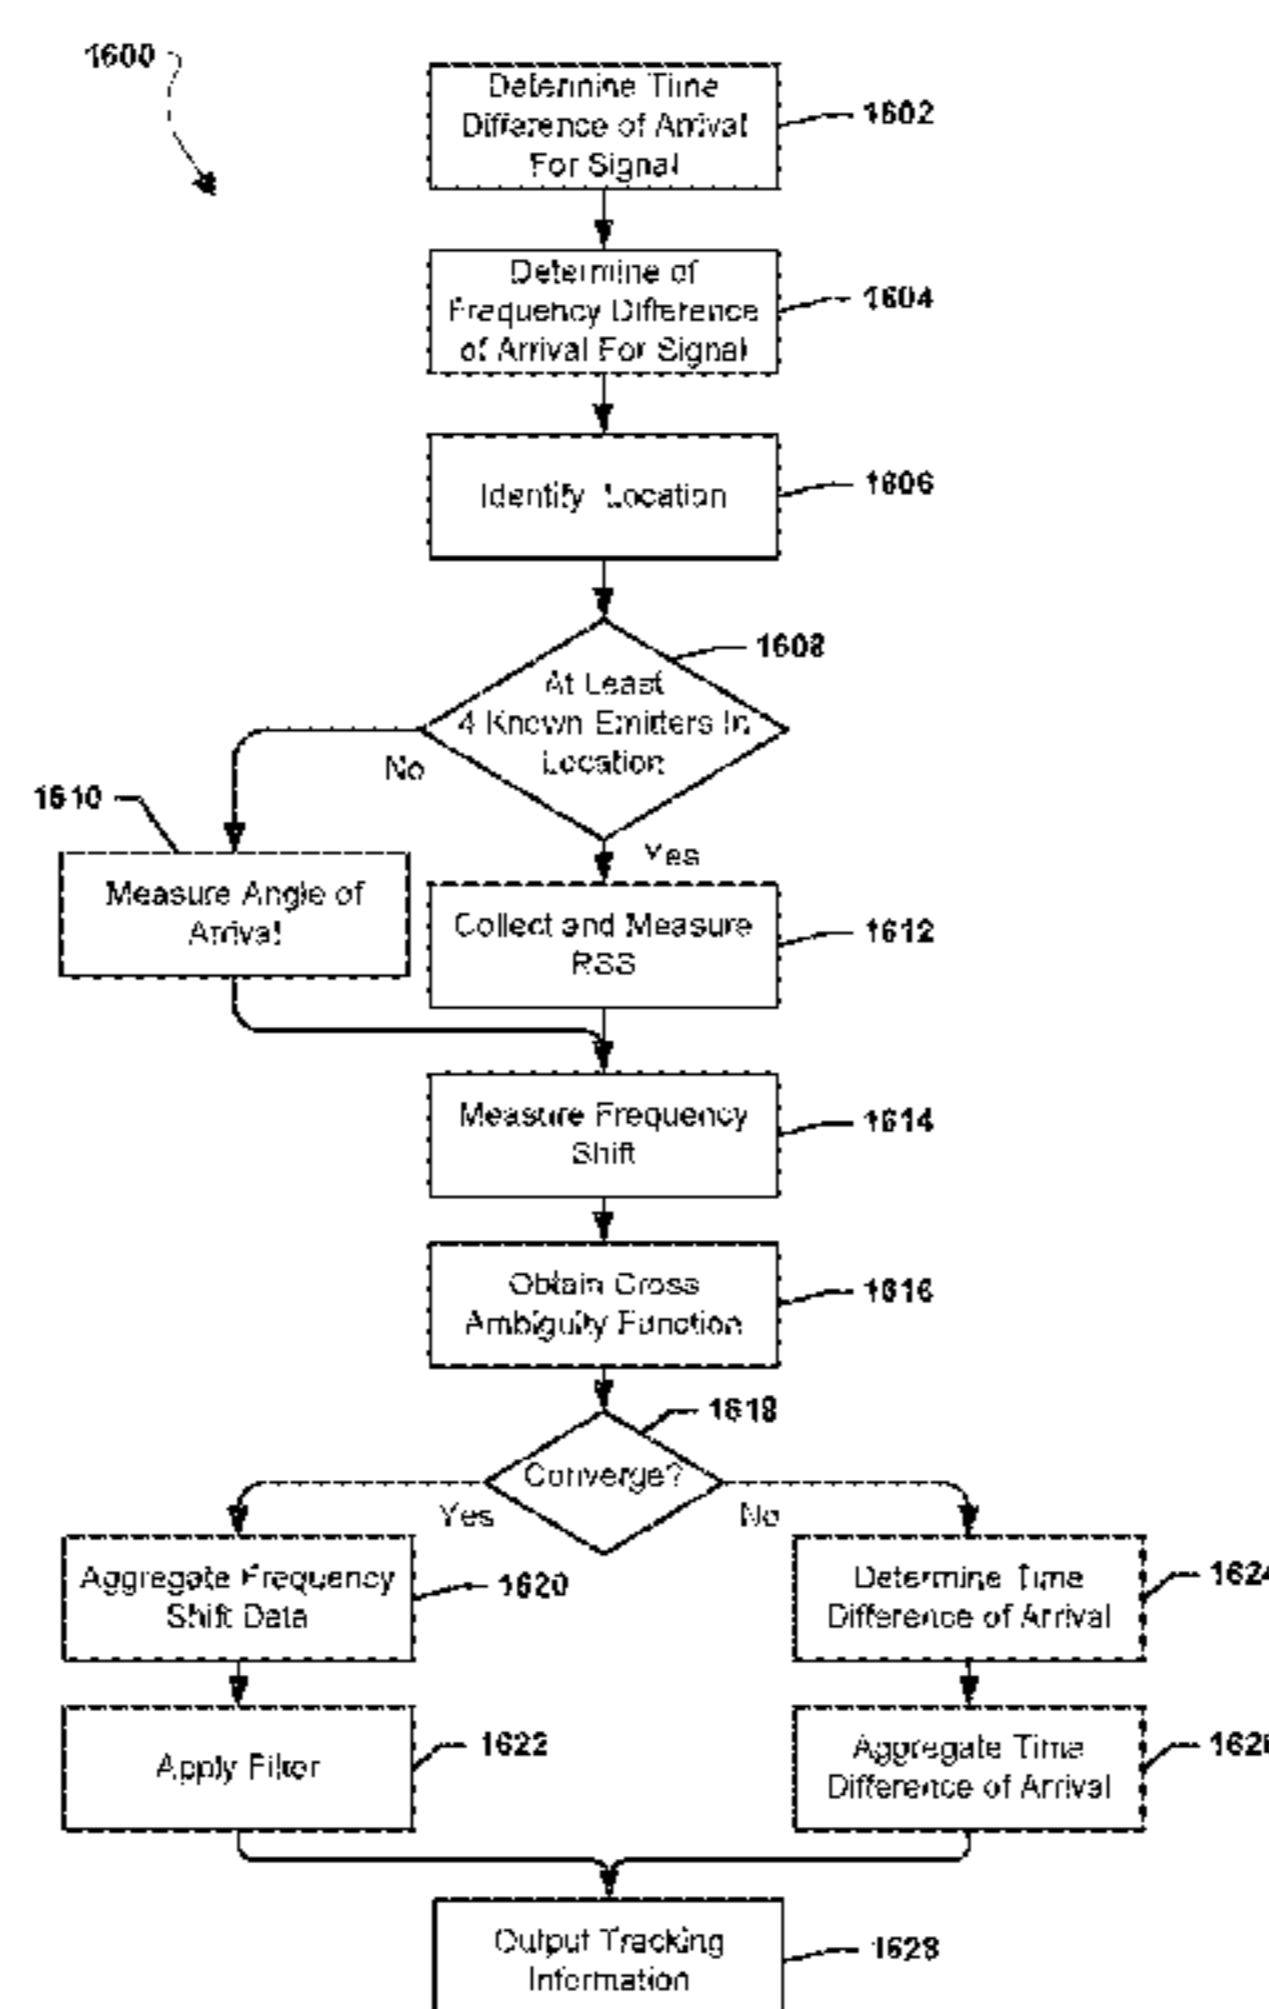 1600
Determine Time
Difference of Arrival
For Signal
1602
Determine of
Frequency Difference
of Arrival For Signal
1604
Identify Location
1606
1608
At Least
4 Known Emitters In
Location
No
Yes
1610
Measure Angle of
Arrival
Collect and Measure
RSS
1612
Measure Frequency
Shift
1614
Obtain Cross
Ambiguity Function
1616
1618
Converge?
Yes
No
Aggregate Frequency
Shift Data
1620
Determine Time
Difference of Arrival
1624
Apply Filter
1622
Aggregate Time
Difference of Arrival
1626
Output Tracking
Information
1628